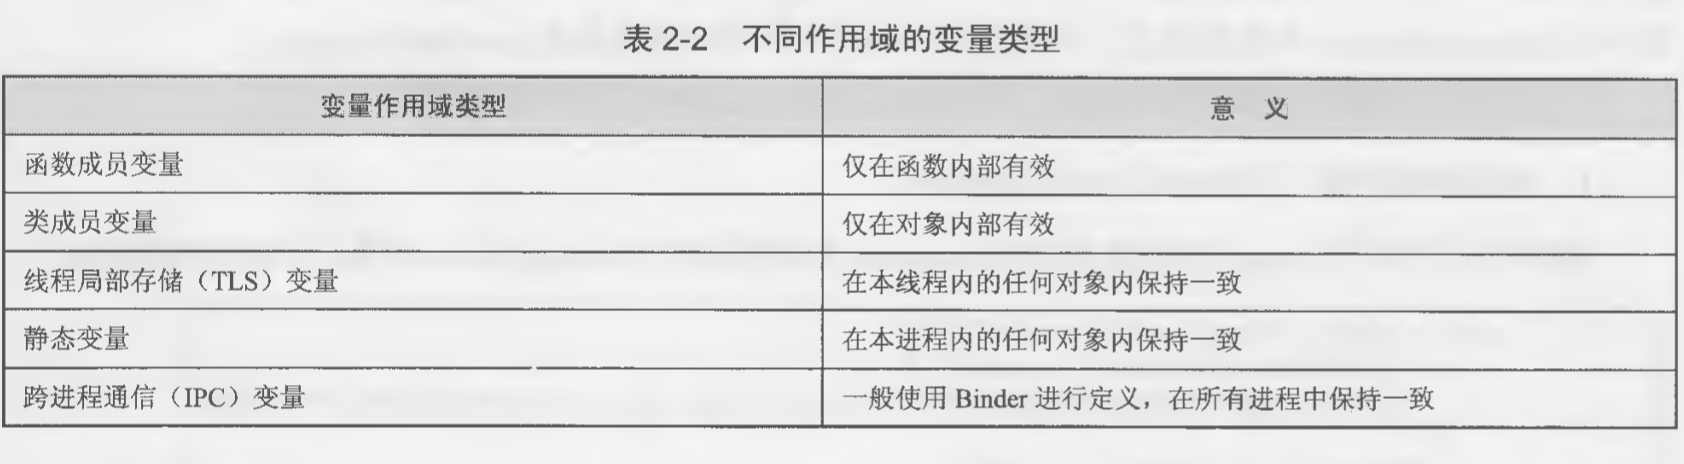 表 2-2 不同作用域的变量类型
变量作用域类型 意 义
函数成员变量 仅在函数内部有效
类成员变量 仅在对象内部有效
线程局部存储（TLS）变量 在本线程内的任何对象内保持一致
静态变量 在本进程内的任何对象内保持一致
跨进程通信（IPC）变量 一般使用 Binder 进行定义，在所有进程中保持一致